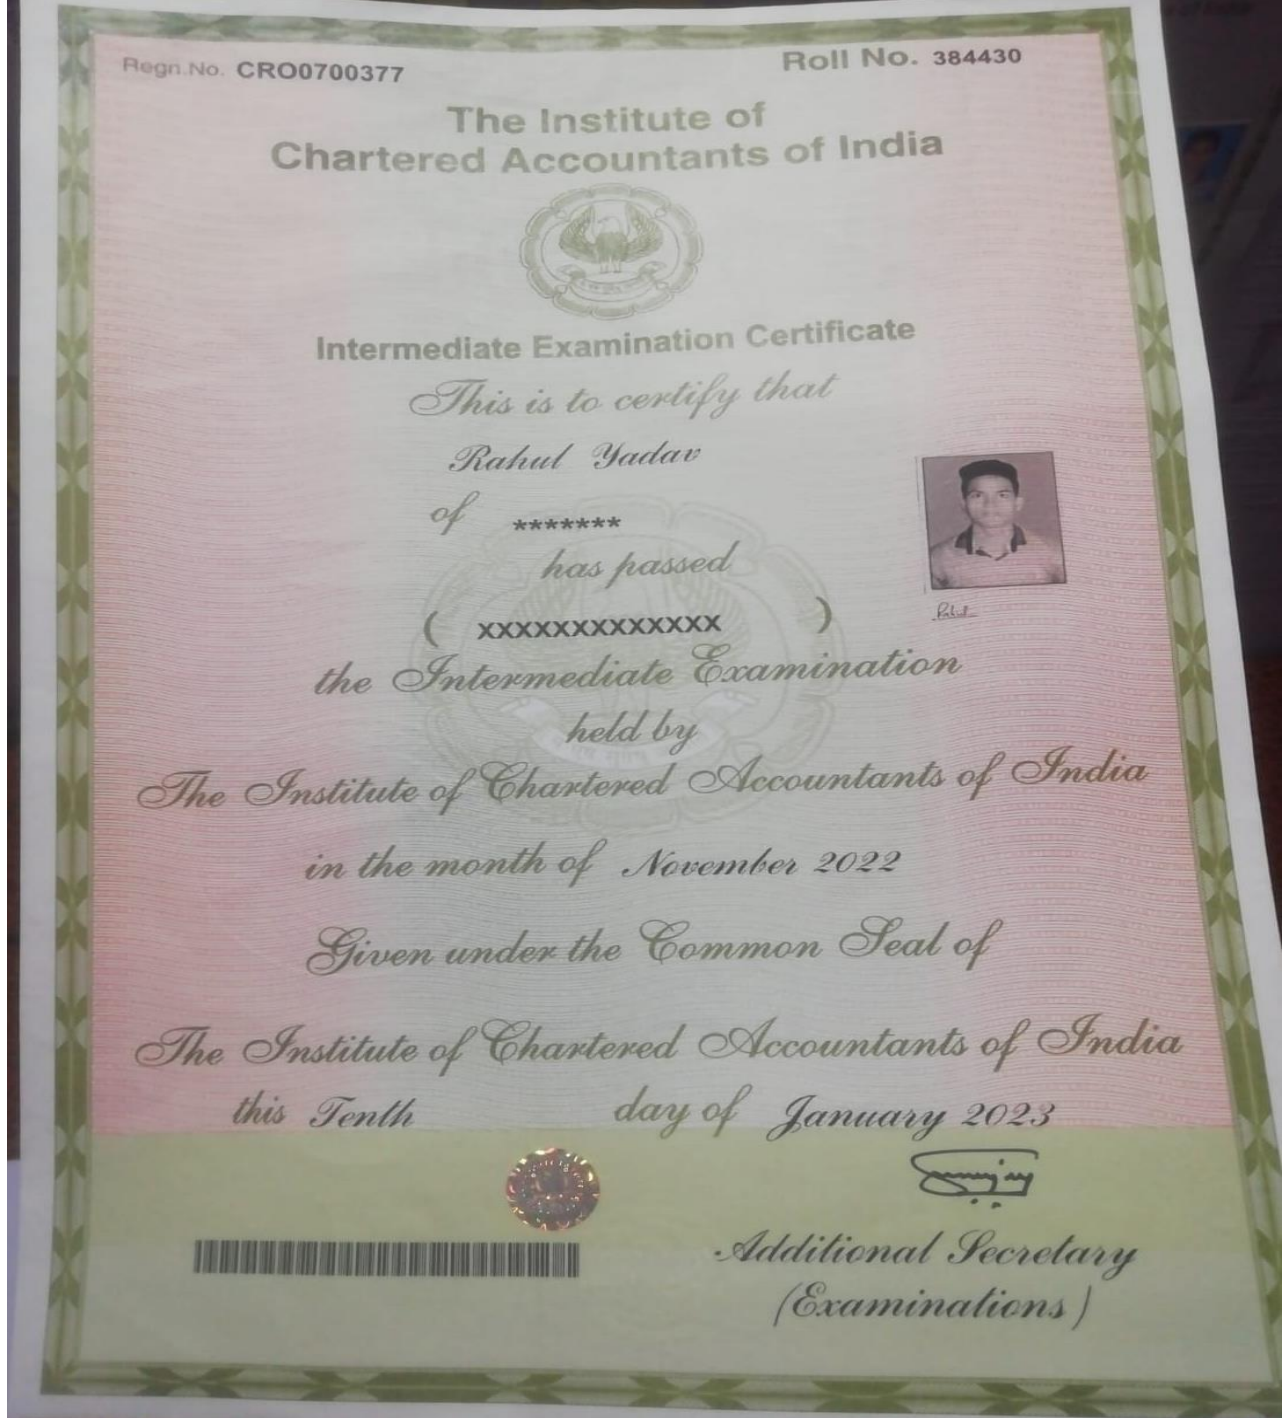 Regn.No. CRO0700377
Roll No. 384430
The Institute of
Chartered Accountants of India
Intermediate Examination Certificate
This is to certify that
Rahul Yadav
of *******
has passed
( XXXXXXXXXXXXX )
Rahul
the Intermediate Examination
held by
The Institute of Chartered Accountants of India
in the month of November 2022
Given under the Common Seal of
The Institute of Chartered Accountants of India
this Tenth day of January 2023
Additional Secretary
(Examinations)